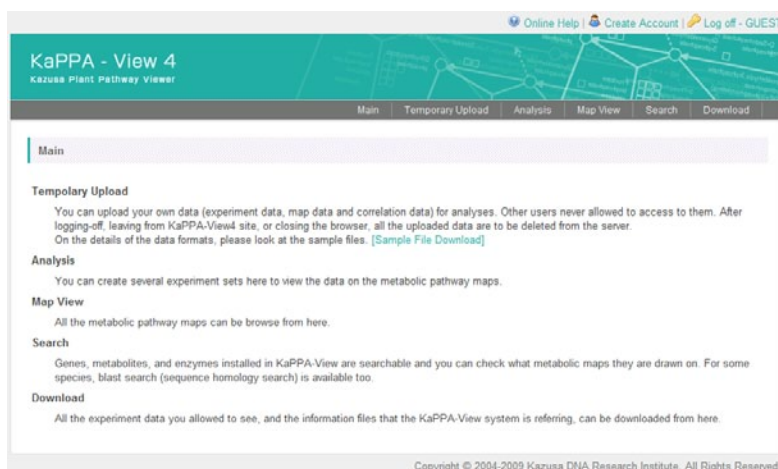 Online Help | Create Account | Log off - GUEST
KaPPA - View 4
Kazusa Plant Pathway Viewer
Main | Temporary Upload | Analysis | Map View | Search | Download
Main
Tempolary Upload
You can upload your own data (experiment data, map data and correlation data) for analyses. Other users never allowed to access to them. After
logging-off, leaving from KaPPA-View4 site, or closing the browser, all the uploaded data are to be deleted from the server.
On the details of the data formats, please look at the sample files. [Sample File Download]
Analysis
You can create several experiment sets here to view the data on the metabolic pathway maps.
Map View
All the metabolic pathway maps can be browse from here.
Search
Genes, metabolites, and enzymes installed in KaPPA-View are searchable and you can check what metabolic maps they are drawn on. For some
species, blast search (sequence homology search) is available too.
Download
All the experiment data you allowed to see, and the information files that the KaPPA-View system is referring, can be downloaded from here.
Copyright © 2004-2009 Kazusa DNA Research Institute. All Rights Reserved